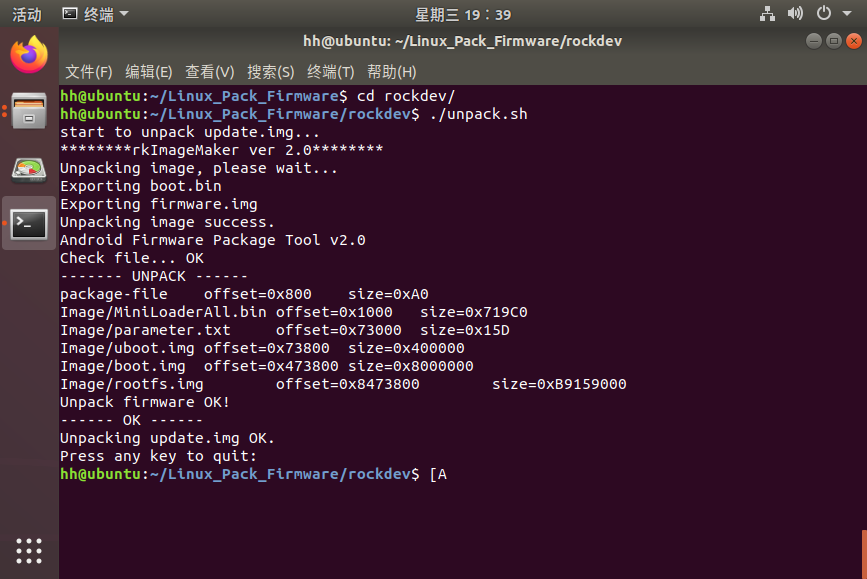 活动 终端 星期三 19：39
hh@ubuntu: ~/Linux_Pack_Firmware/rockdev
文件(F) 编辑(E) 查看(V) 搜索(S) 终端(T) 帮助(H)
hh@ubuntu:~/Linux_Pack_Firmware$ cd rockdev/
hh@ubuntu:~/Linux_Pack_Firmware/rockdev$ ./unpack.sh
start to unpack update.img...
********rkImageMaker ver 2.0********
Unpacking image, please wait...
Exporting boot.bin
Exporting firmware.img
Unpacking image success.
Android Firmware Package Tool v2.0
Check file... OK
------- UNPACK ------
package-file offset=0x800 size=0xA0
Image/MiniLoaderAll.bin offset=0x1000 size=0x719C0
Image/parameter.txt offset=0x73000 size=0x15D
Image/uboot.img offset=0x73800 size=0x400000
Image/boot.img offset=0x473800 size=0x8000000
Image/rootfs.img offset=0x8473800 size=0xB9159000
Unpack firmware OK!
------ OK ------
Unpacking update.img OK.
Press any key to quit:
hh@ubuntu:~/Linux_Pack_Firmware/rockdev$ [A